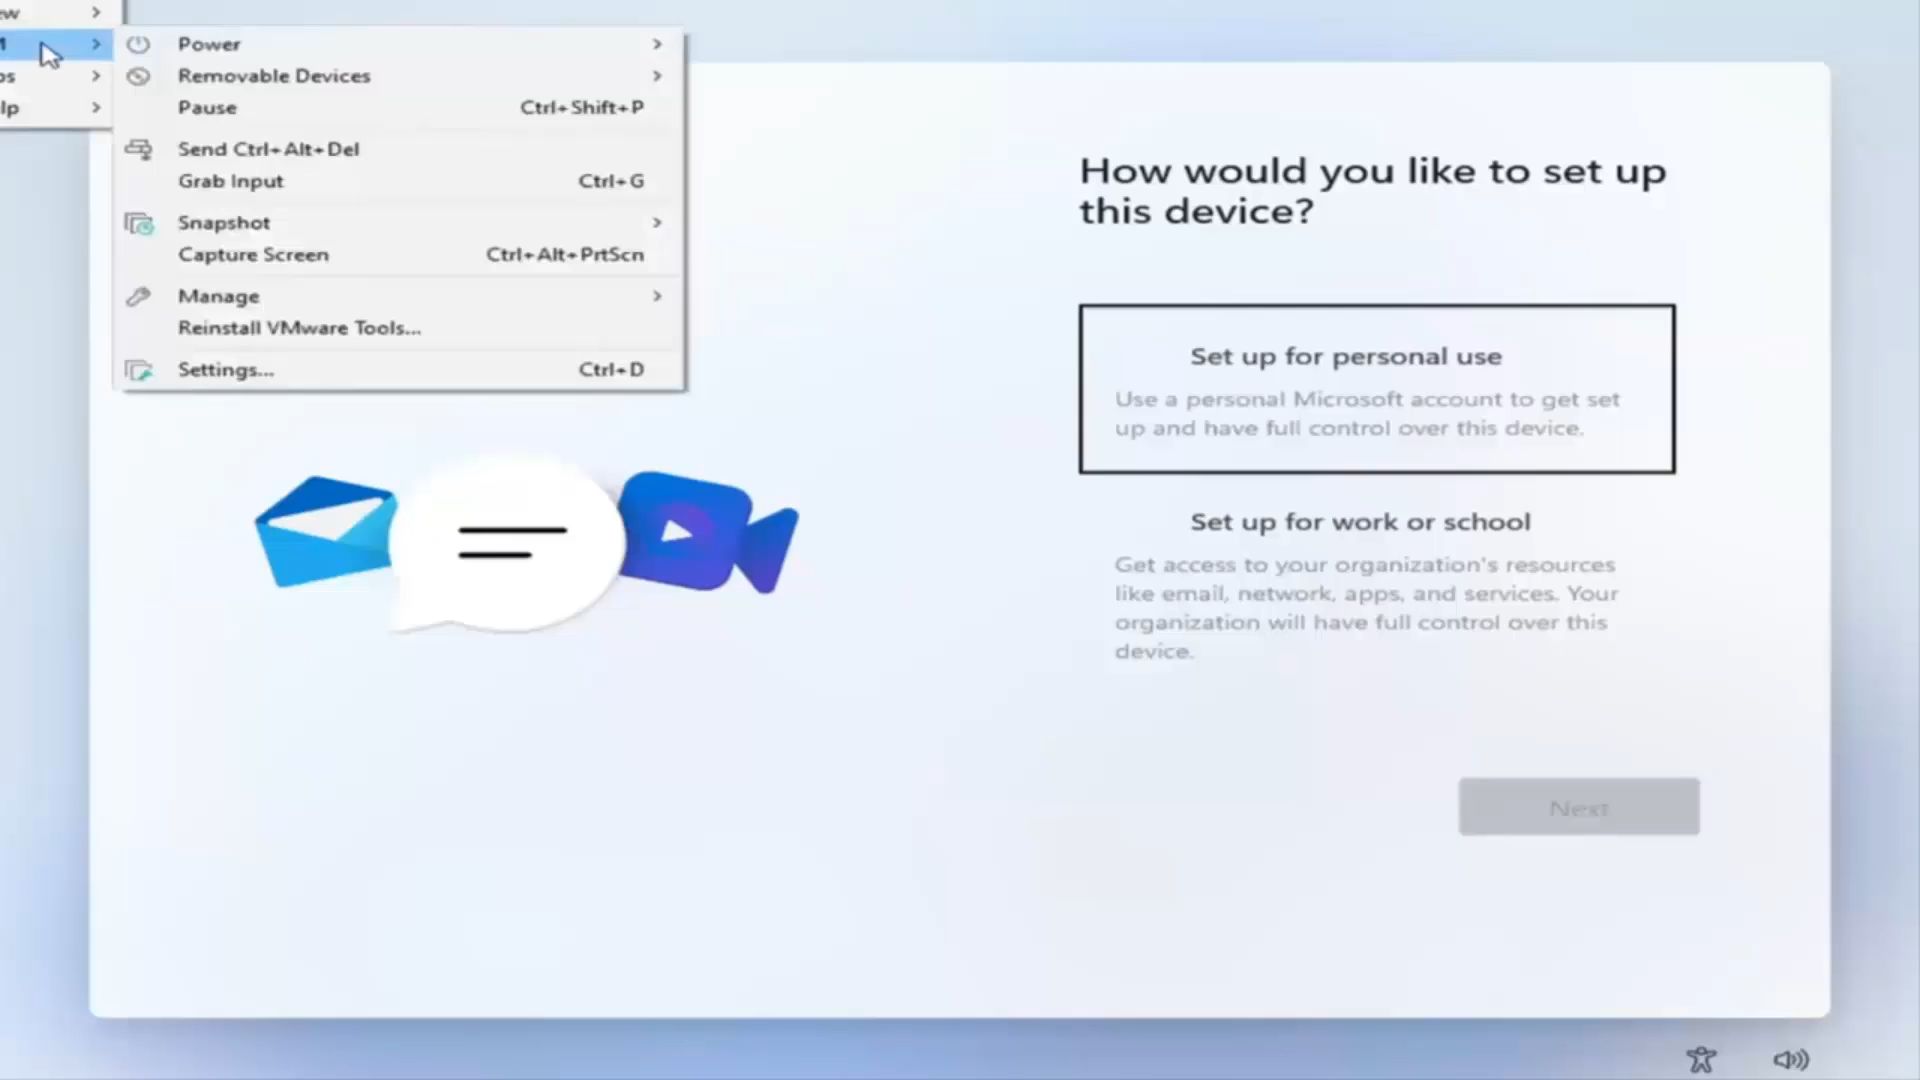 ew
Power
Removable Devices
ps
Pause Ctrl+Shift+P
lp
Send Ctrl+Alt+Del
Grab Input Ctrl+G
Snapshot
Capture Screen Ctrl+Alt+PrtScn
Manage
Reinstall VMware Tools...
Settings... Ctrl+D
How would you like to set up
this device?
Set up for personal use
Use a personal Microsoft account to get set
up and have full control over this device.
Set up for work or school
Get access to your organization's resources
like email, network, apps, and services. Your
organization will have full control over this
device.
Next